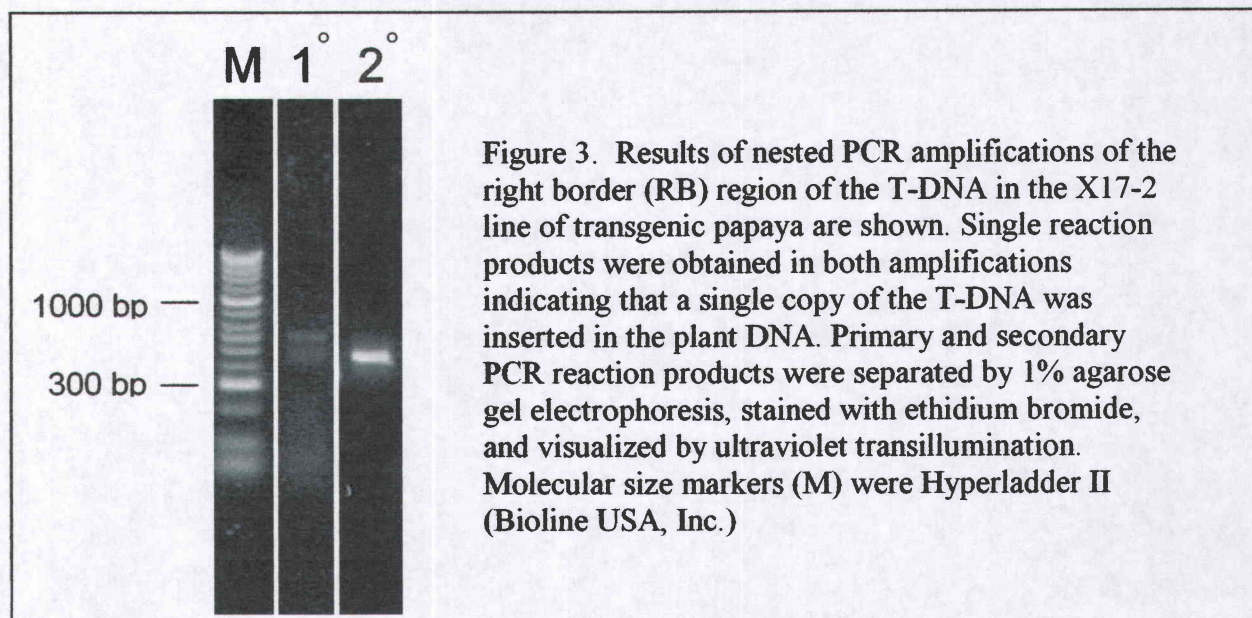 M 1° 2°
1000 bp
300 bp
Figure 3. Results of nested PCR amplifications of the
right border (RB) region of the T-DNA in the X17-2
line of transgenic papaya are shown. Single reaction
products were obtained in both amplifications
indicating that a single copy of the T-DNA was
inserted in the plant DNA. Primary and secondary
PCR reaction products were separated by 1% agarose
gel electrophoresis, stained with ethidium bromide,
and visualized by ultraviolet transillumination.
Molecular size markers (M) were Hyperladder II
(Bioline USA, Inc.)